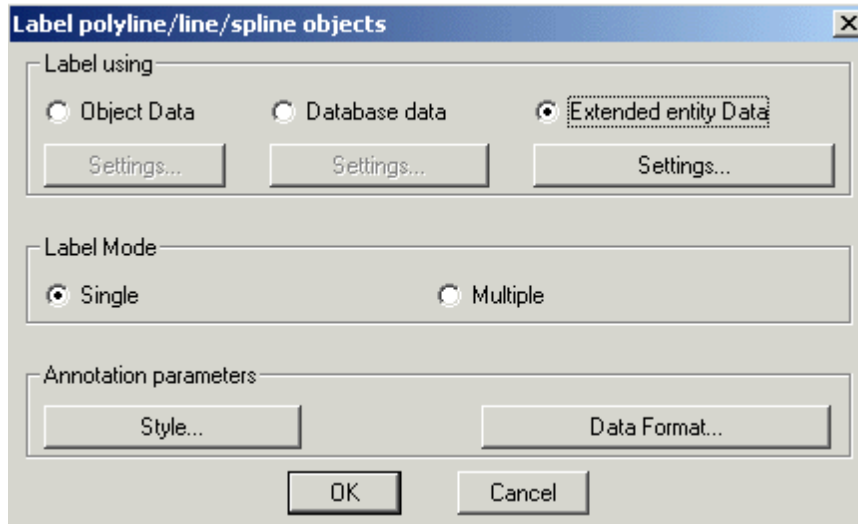 Label polyline/line/spline objects
Label using
Object Data Database data Extended entity Data
Settings... Settings... Settings...
Label Mode
Single Multiple
Annotation parameters
Style... Data Format...
OK Cancel